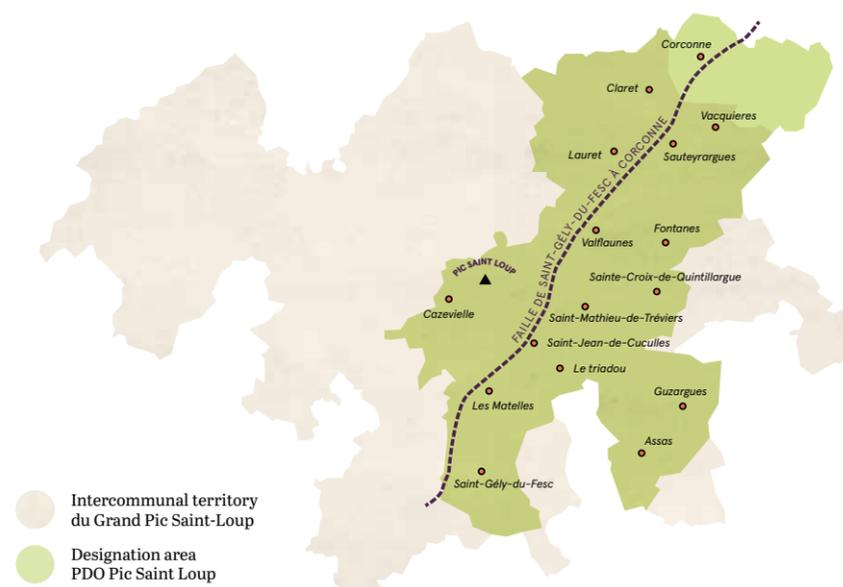 Corconne
Claret
Vacquieres
Lauret
Sauteyrargues
FAILLE DE SAINT-GÉLY-DU-FESC À CORCONNE
Valflaunes
Fontanes
PIC SAINT LOUP
Sainte-Croix-de-Quintillargue
Cazevielle
Saint-Mathieu-de-Tréviers
Saint-Jean-de-Cuculles
Le triadou
Les Matelles
Guzargues
Assas
Saint-Gély-du-Fesc
Intercommunal territory
du Grand Pic Saint-Loup
Designation area
PDO Pic Saint Loup